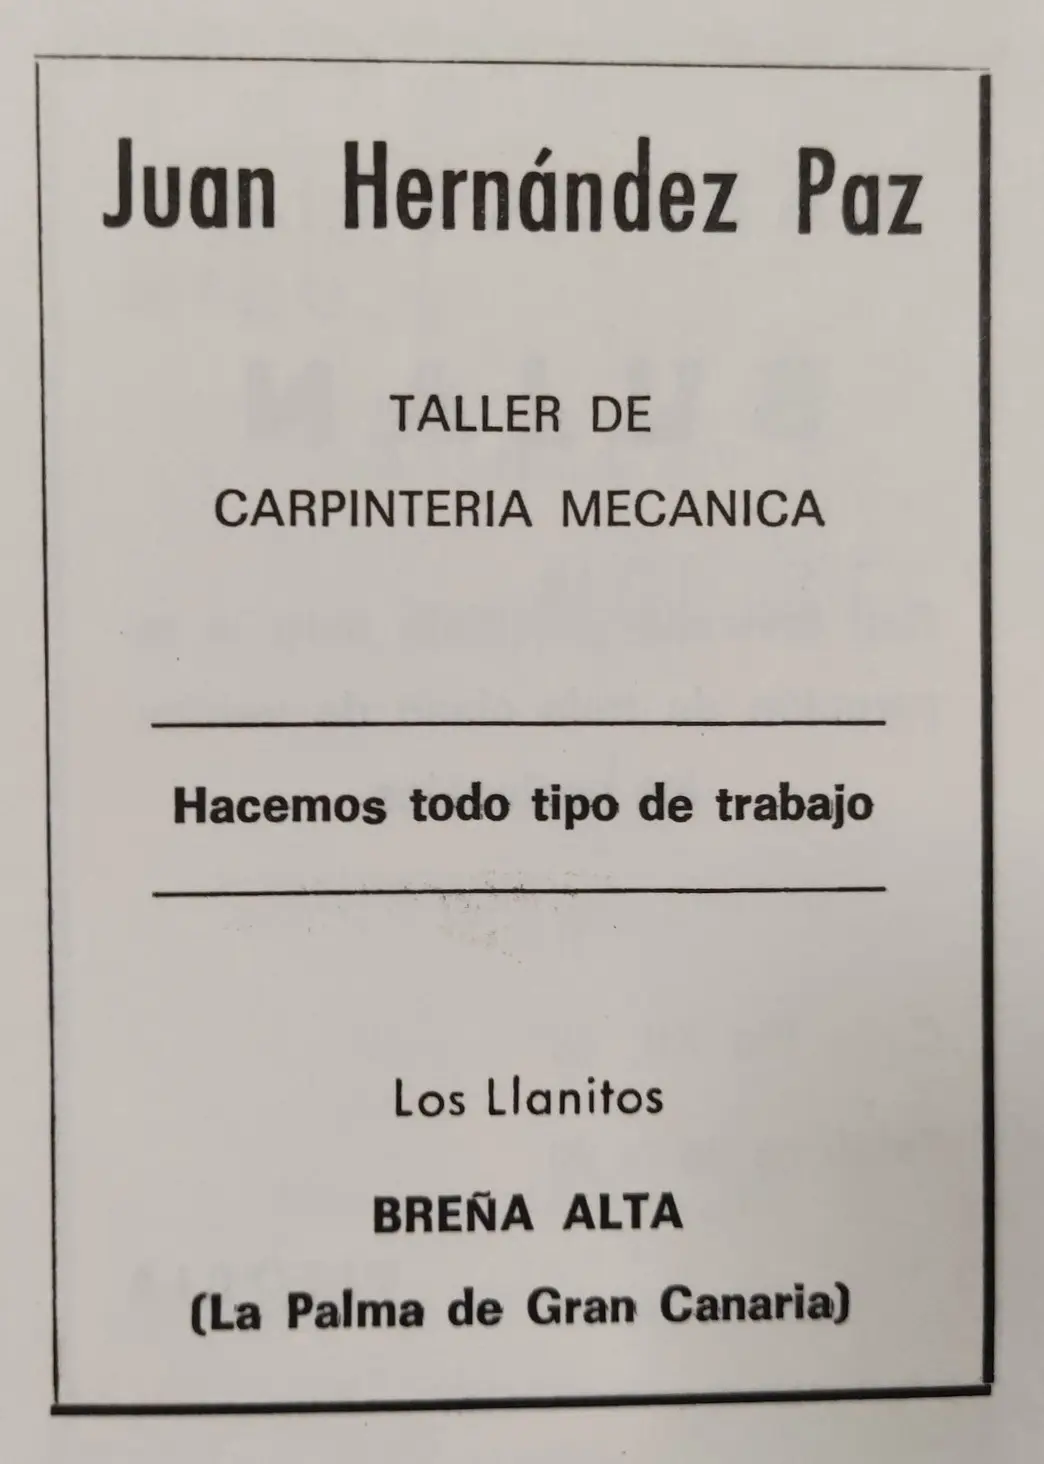 Juan Hernández Paz
TALLER DE
CARPINTERIA MECANICA
Hacemos todo tipo de trabajo
Los Llanitos
BREÑA ALTA
(La Palma de Gran Canaria)